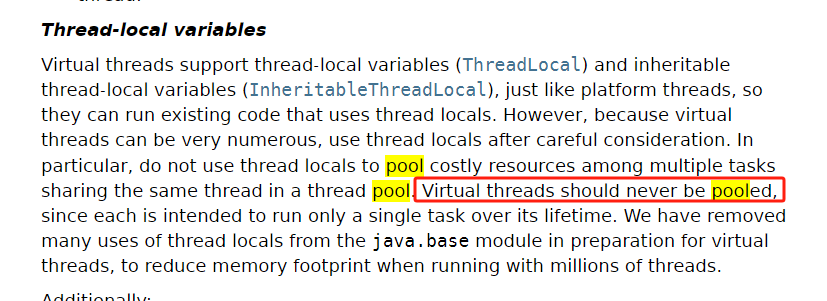 thread.
Thread-local variables
Virtual threads support thread-local variables (ThreadLocal) and inheritable
thread-local variables (InheritableThreadLocal), just like platform threads, so
they can run existing code that uses thread locals. However, because virtual
threads can be very numerous, use thread locals after careful consideration. In
particular, do not use thread locals to pool costly resources among multiple tasks
sharing the same thread in a thread pool. Virtual threads should never be pooled,
since each is intended to run only a single task over its lifetime. We have removed
many uses of thread locals from the java.base module in preparation for virtual
threads, to reduce memory footprint when running with millions of threads.
Additionally: